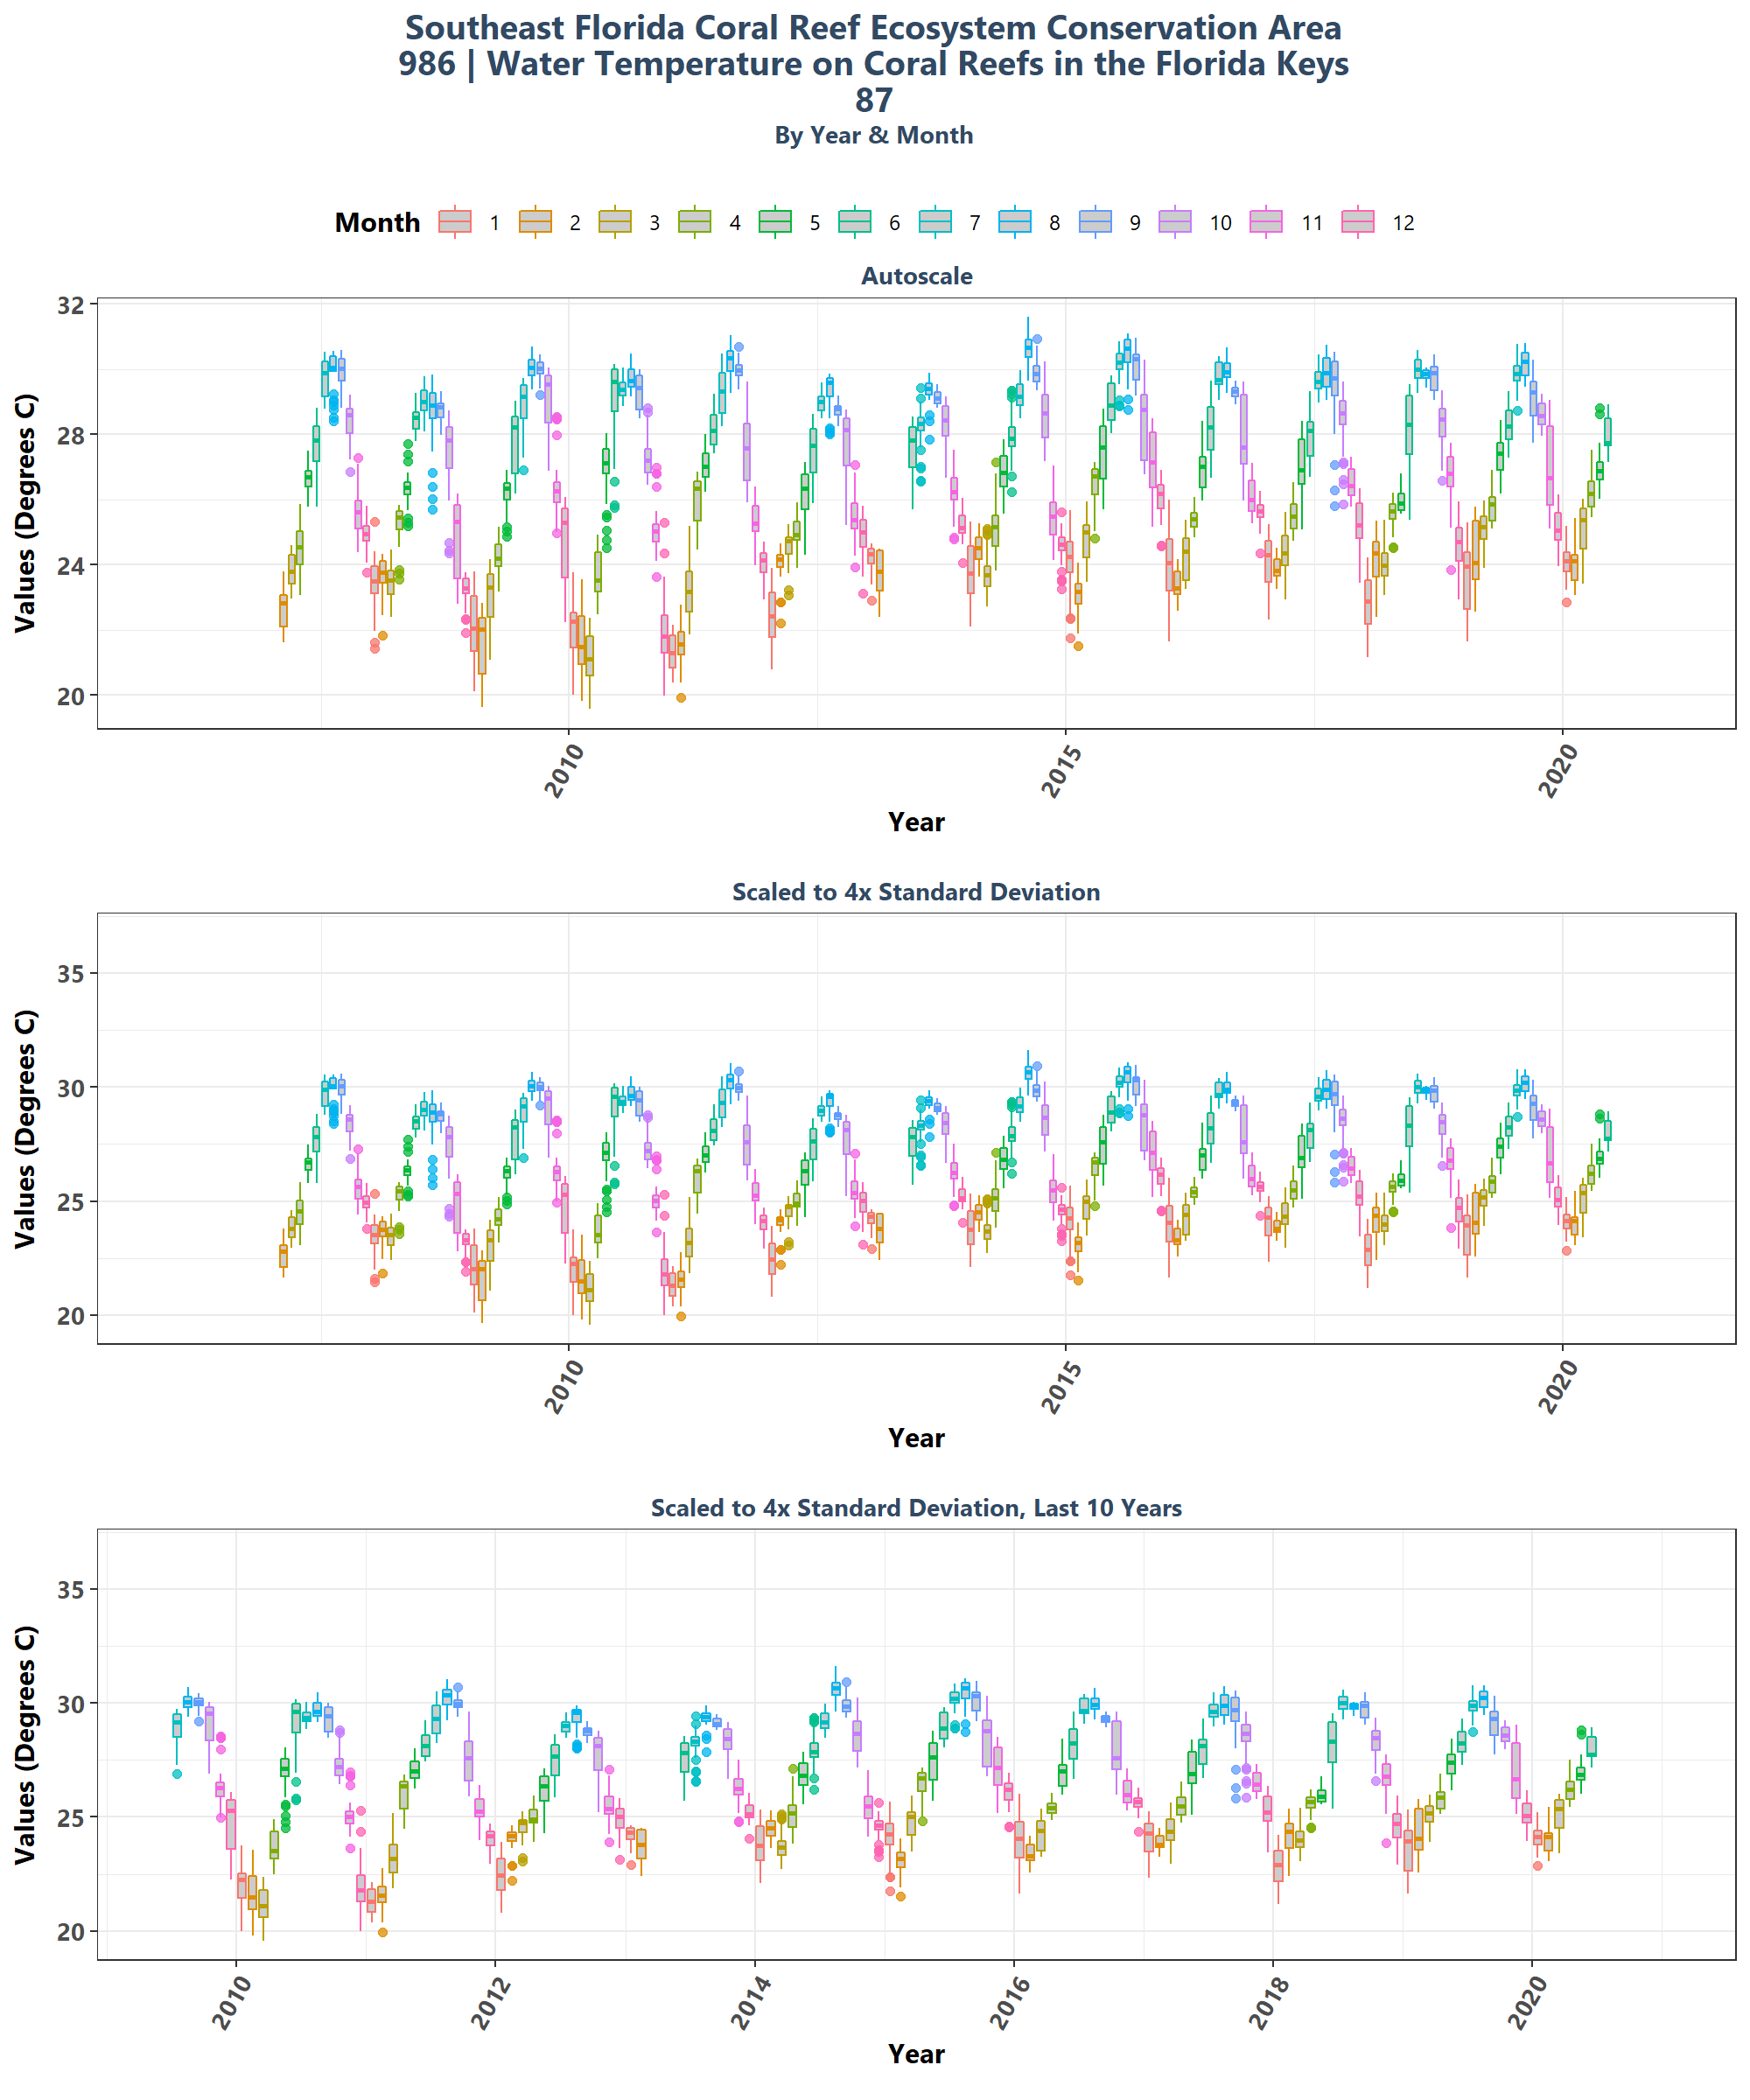 Southeast Florida Coral Reef Ecosystem Conservation Area
986 | Water Temperature on Coral Reefs in the Florida Keys
87
By Year & Month
Month 1 2 3 4 5 6 7 8 9 10 11 12
Autoscale
Values (Degrees C)
32
28
24
20
2010 2015 2020
Year
Scaled to 4x Standard Deviation
Values (Degrees C)
35
30
25
20
2010 2015 2020
Year
Scaled to 4x Standard Deviation, Last 10 Years
Values (Degrees C)
35
30
25
20
2010 2012 2014 2016 2018 2020
Year